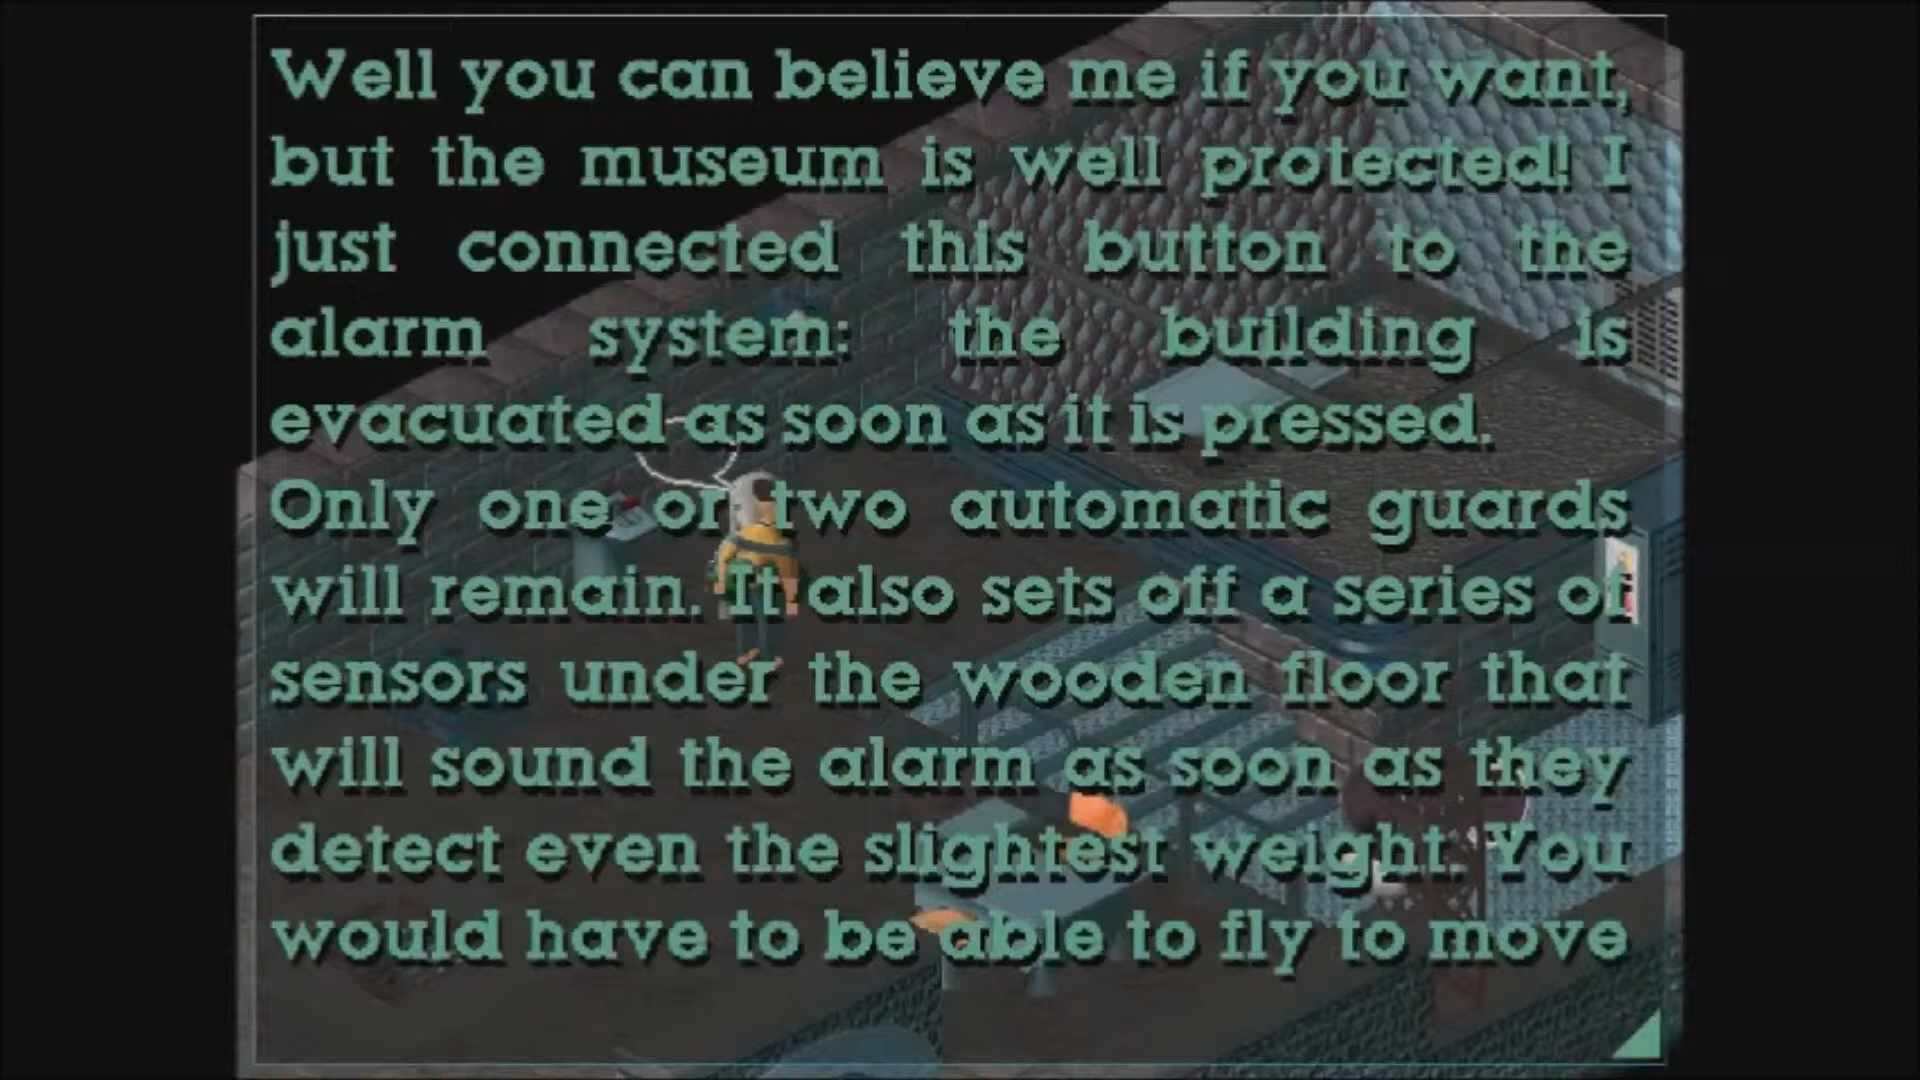 Well you can believe me if you want,
but the museum is well protected! I
just connected this button to the
alarm system: the building is
evacuated as soon as it is pressed.
Only one or two automatic guards
will remain. It also sets off a series of
sensors under the wooden floor that
will sound the alarm as soon as they
detect even the slightest weight. You
would have to be able to fly to move